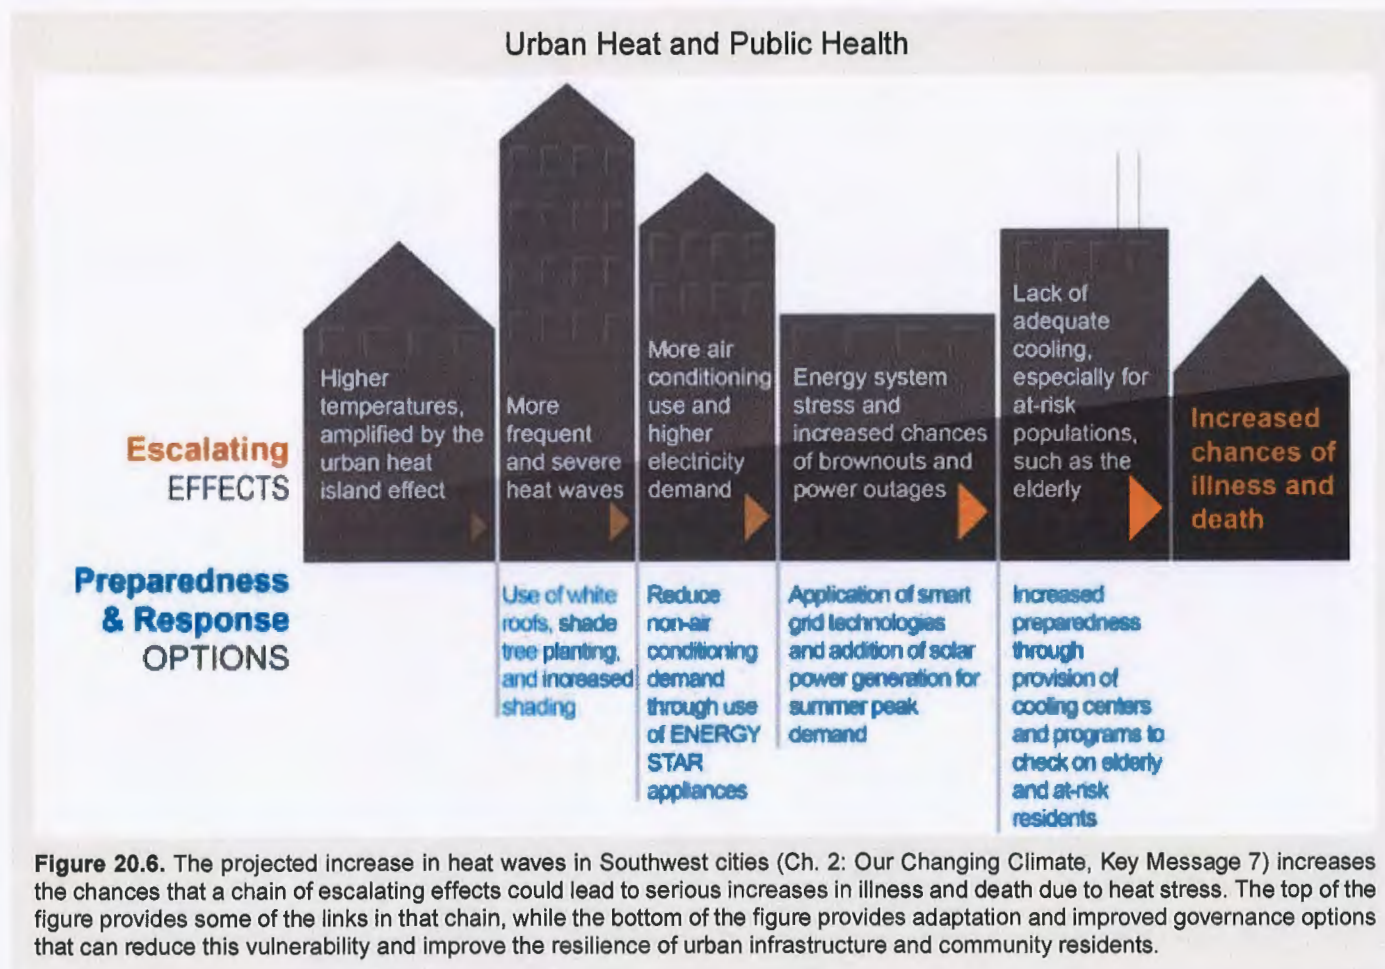 Urban Heat and Public Health
Higher
temperatures,
amplified by the
urban heat
island effect
More
frequent
and severe
heat waves
More air
conditioning
use and
higher
electricity
demand
Energy system
stress and
increased chances
of brownouts and
power outages
Lack of
adequate
cooling,
especially for
at-risk
populations,
such as the
elderly
Increased
chances of
illness and
death
Escalating
EFFECTS
Preparedness
& Response
OPTIONS
Use of white
roofs, shade
tree planting,
and increased
shading
Reduce
non-air
conditioning
demand
through use
of ENERGY
STAR
appliances
Application of smart
grid technologies
and addition of solar
power generation for
summer peak
demand
Increased
preparedness
through
provision of
cooling centers
and programs to
check on elderly
and at-risk
residents
Figure 20.6. The projected increase in heat waves in Southwest cities (Ch. 2: Our Changing Climate, Key Message 7) increases
the chances that a chain of escalating effects could lead to serious increases in illness and death due to heat stress. The top of the
figure provides some of the links in that chain, while the bottom of the figure provides adaptation and improved governance options
that can reduce this vulnerability and improve the resilience of urban infrastructure and community residents.